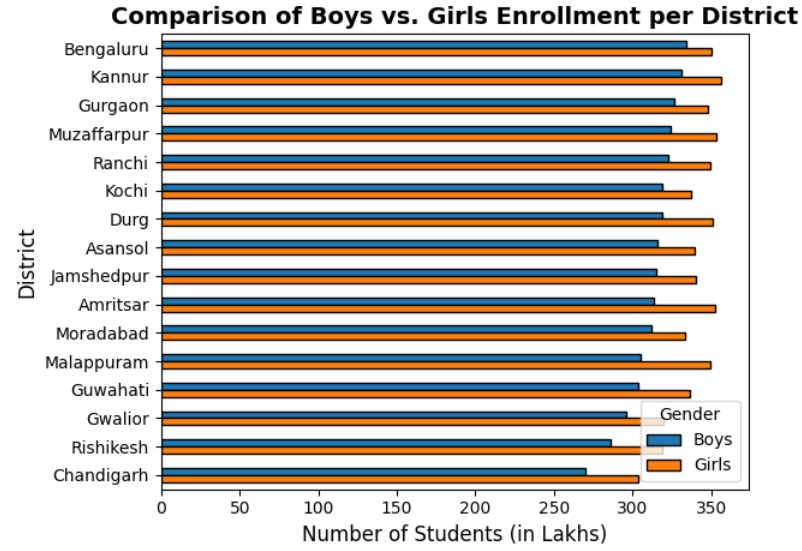 Comparison of Boys vs. Girls Enrollment per District
District
Bengaluru
Kannur
Gurgaon
Muzaffarpur
Ranchi
Kochi
Durg
Asansol
Jamshedpur
Amritsar
Moradabad
Malappuram
Guwahati
Gwalior
Rishikesh
Chandigarh
Gender
Boys
Girls
0 50 100 150 200 250 300 350
Number of Students (in Lakhs)